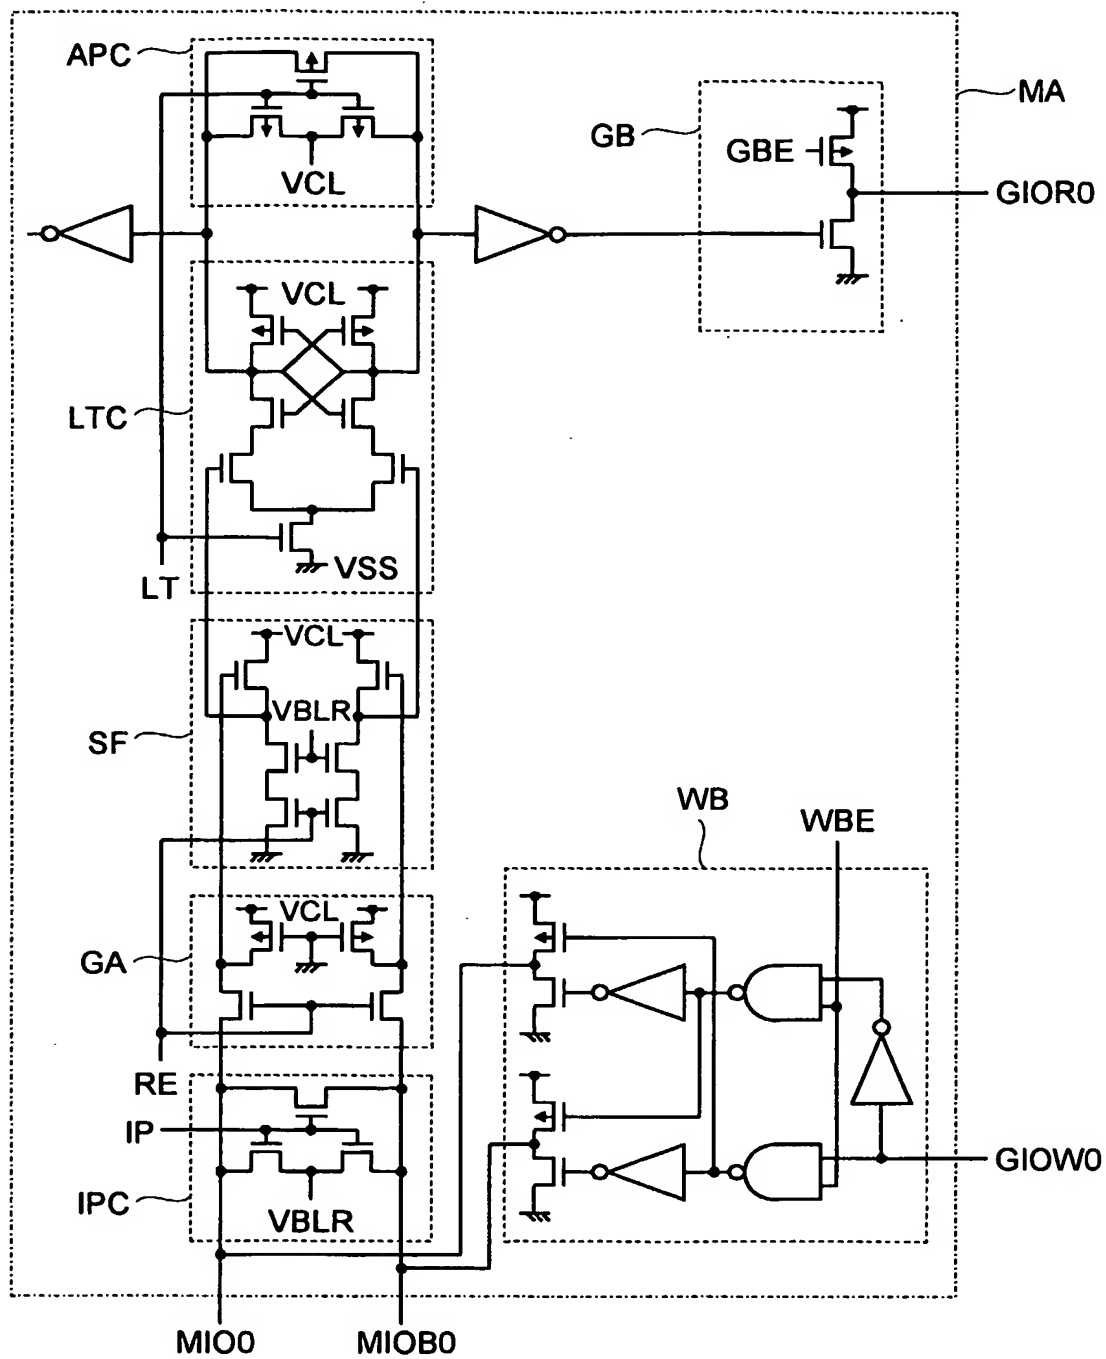 APC
MA
GB
GBE
VCL
GIOR0
VCL
LTC
VSS
LT
VCL
VBLR
SF
WB
WBE
VCL
GA
RE
IP
GIOW0
IPC
VBLR
MIO0
MIOB0